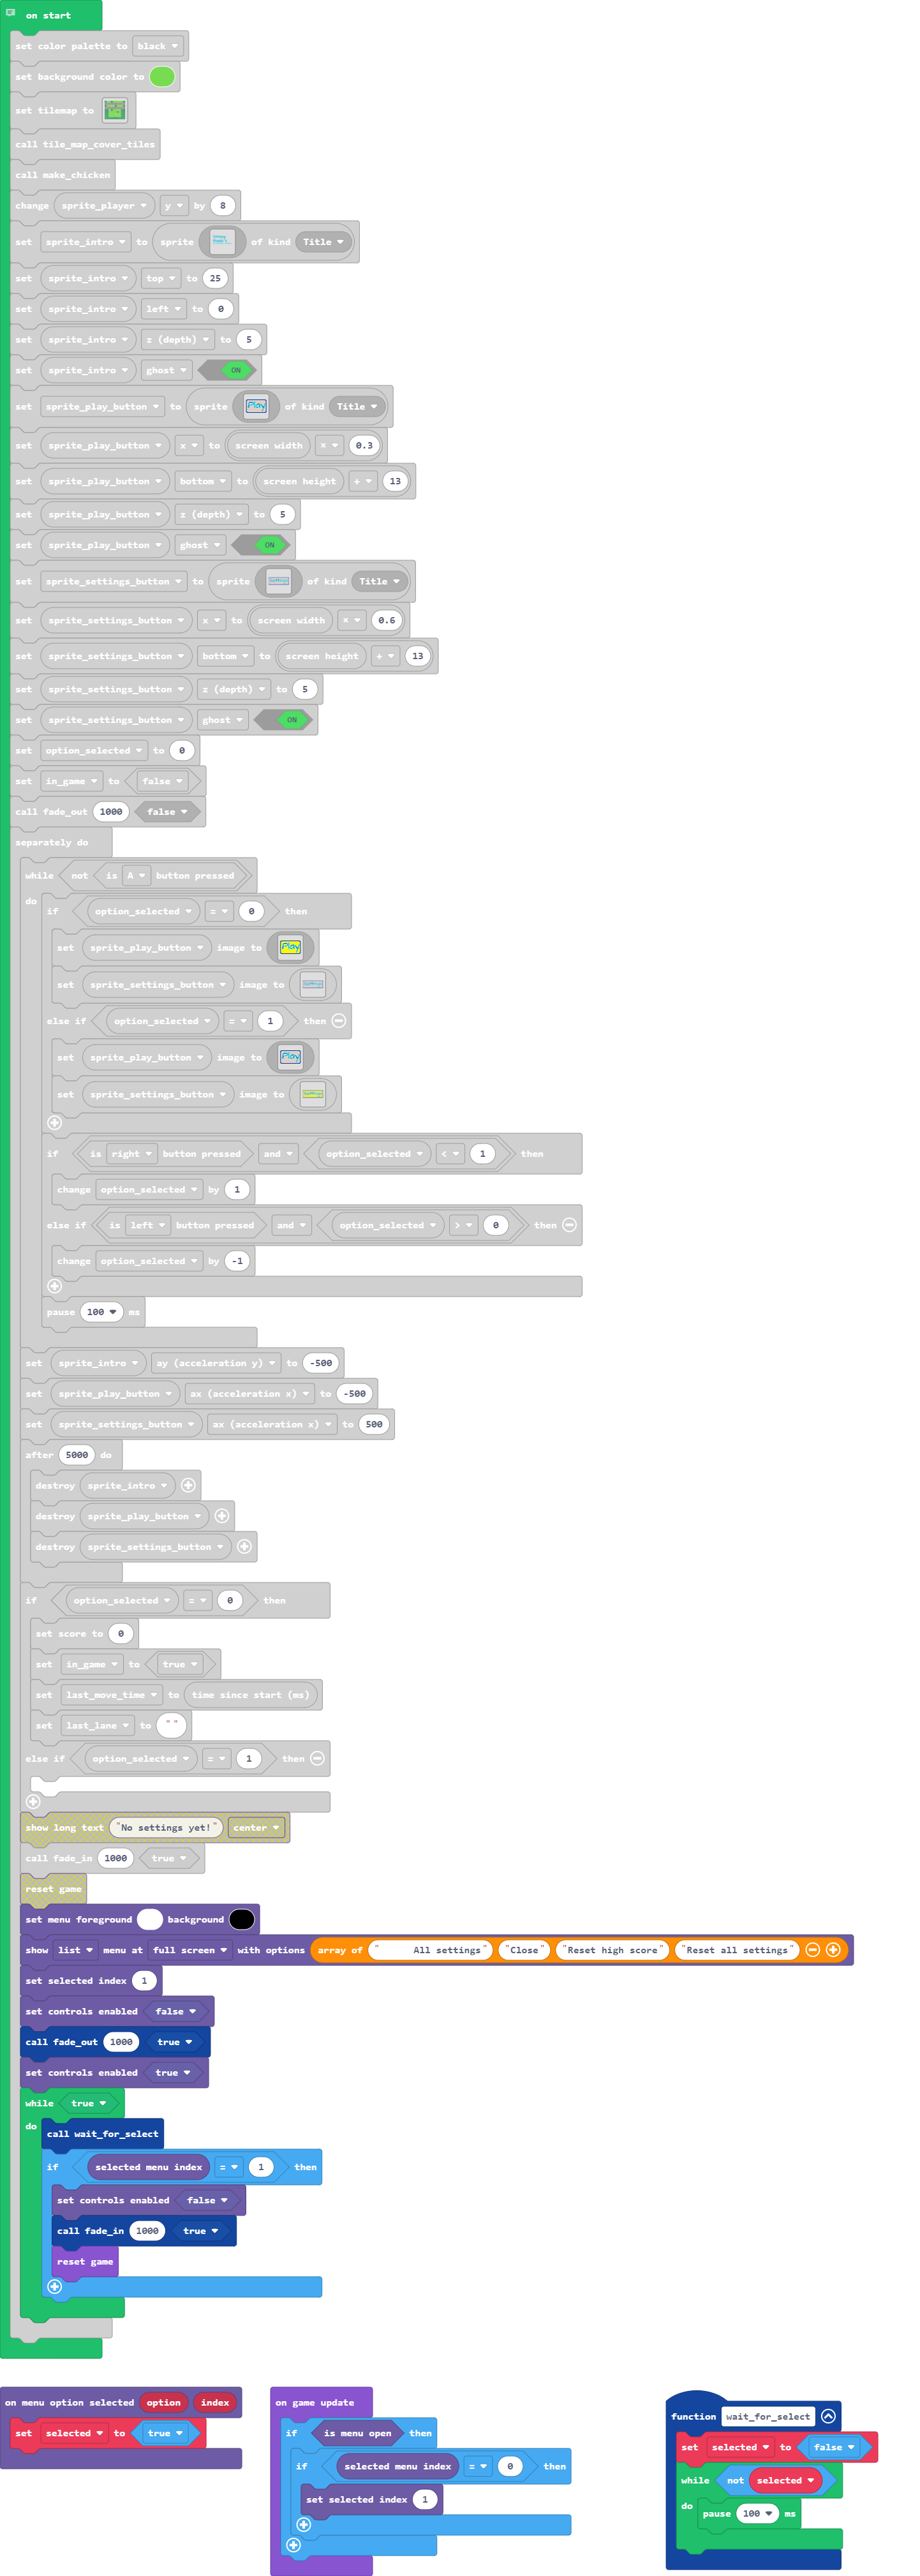 on start
set color palette to black
set background color to
set tilemap to
call tile_map_cover_tiles
call make_chicken
change sprite_player y by 8
set sprite_intro to sprite of kind Title
set sprite_intro top to 25
set sprite_intro left to 0
set sprite_intro z (depth) to 5
set sprite_intro ghost ON
set sprite_play_button to sprite Play of kind Title
set sprite_play_button x to screen width × 0.3
set sprite_play_button bottom to screen height + 13
set sprite_play_button z (depth) to 5
set sprite_play_button ghost ON
set sprite_settings_button to sprite Settings of kind Title
set sprite_settings_button x to screen width × 0.6
set sprite_settings_button bottom to screen height + 13
set sprite_settings_button z (depth) to 5
set sprite_settings_button ghost ON
set option_selected to 0
set in_game to false
call fade_out 1000 false
separately do
while not is A button pressed
do
if option_selected = 0 then
set sprite_play_button image to Play
set sprite_settings_button image to Settings
else if option_selected = 1 then
set sprite_play_button image to Play
set sprite_settings_button image to Settings
if is right button pressed and option_selected < 1 then
change option_selected by 1
else if is left button pressed and option_selected > 0 then
change option_selected by -1
pause 100 ms
set sprite_intro ay (acceleration y) to -500
set sprite_play_button ax (acceleration x) to -500
set sprite_settings_button ax (acceleration x) to 500
after 5000 do
destroy sprite_intro
destroy sprite_play_button
destroy sprite_settings_button
if option_selected = 0 then
set score to 0
set in_game to true
set last_move_time to time since start (ms)
set last_lane to ""
else if option_selected = 1 then
show long text "No settings yet!" center
call fade_in 1000 true
reset game
set menu foreground background
show list menu at full screen with options array of " All settings" "Close" "Reset high score" "Reset all settings"
set selected index 1
set controls enabled false
call fade_out 1000 true
set controls enabled true
while true
do
call wait_for_select
if selected menu index = 1 then
set controls enabled false
call fade_in 1000 true
reset game
on menu option selected option index
set selected to true
on game update
if is menu open then
if selected menu index = 0 then
set selected index 1
function wait_for_select
set selected to false
while not selected
do
pause 100 ms